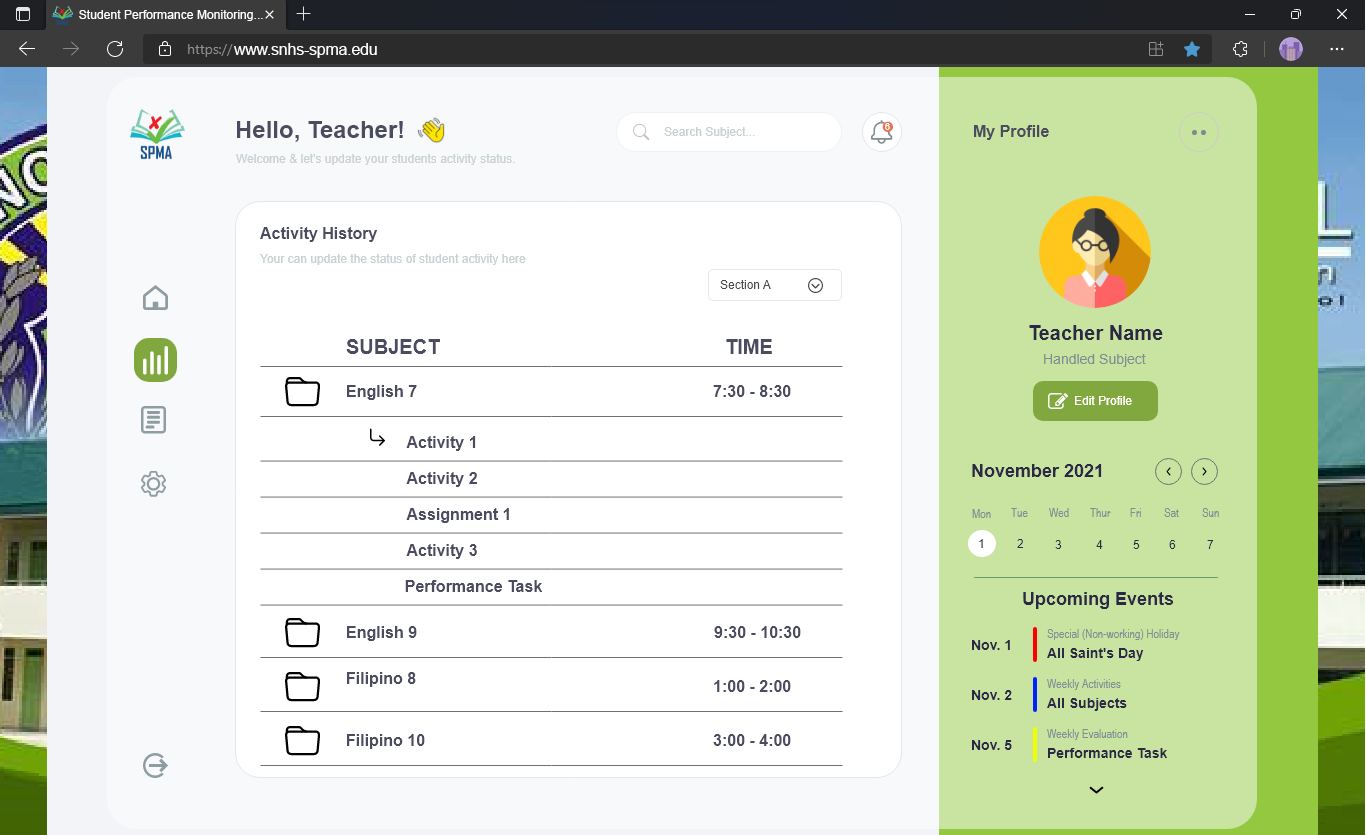 Student Performance Monitoring...
https://www.snhs-spma.edu
SPMA
Hello, Teacher!
Welcome & let's update your students activity status.
Search Subject...
6
Activity History
Your can update the status of student activity here
Section A
SUBJECT TIME
English 7 7:30 - 8:30
Activity 1
Activity 2
Assignment 1
Activity 3
Performance Task
English 9 9:30 - 10:30
Filipino 8 1:00 - 2:00
Filipino 10 3:00 - 4:00
My Profile
Teacher Name
Handled Subject
Edit Profile
November 2021
Mon Tue Wed Thur Fri Sat Sun
1 2 3 4 5 6 7
Upcoming Events
Nov. 1
Special (Non-working) Holiday
All Saint's Day
Nov. 2
Weekly Activities
All Subjects
Nov. 5
Weekly Evaluation
Performance Task